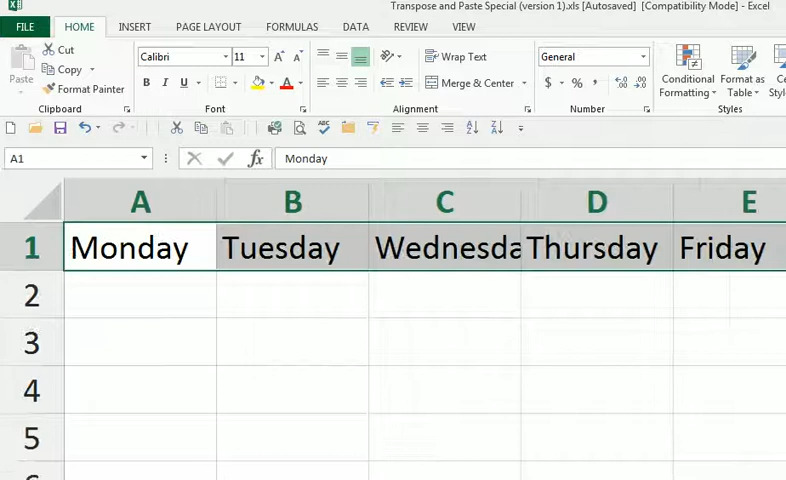 Transpose and Paste Special (version 1).xls [Autosaved] [Compatibility Mode] - Excel
FILE HOME INSERT PAGE LAYOUT FORMULAS DATA REVIEW VIEW
Paste
Cut
Copy
Format Painter
Clipboard
Calibri 11
B I U
Font
Wrap Text
Merge & Center
Alignment
General
$ % ,
Number
Conditional Formatting
Format as Table
Ce
Styles
A1 fx Monday
A B C D E
1 Monday Tuesday Wednesda Thursday Friday
2
3
4
5